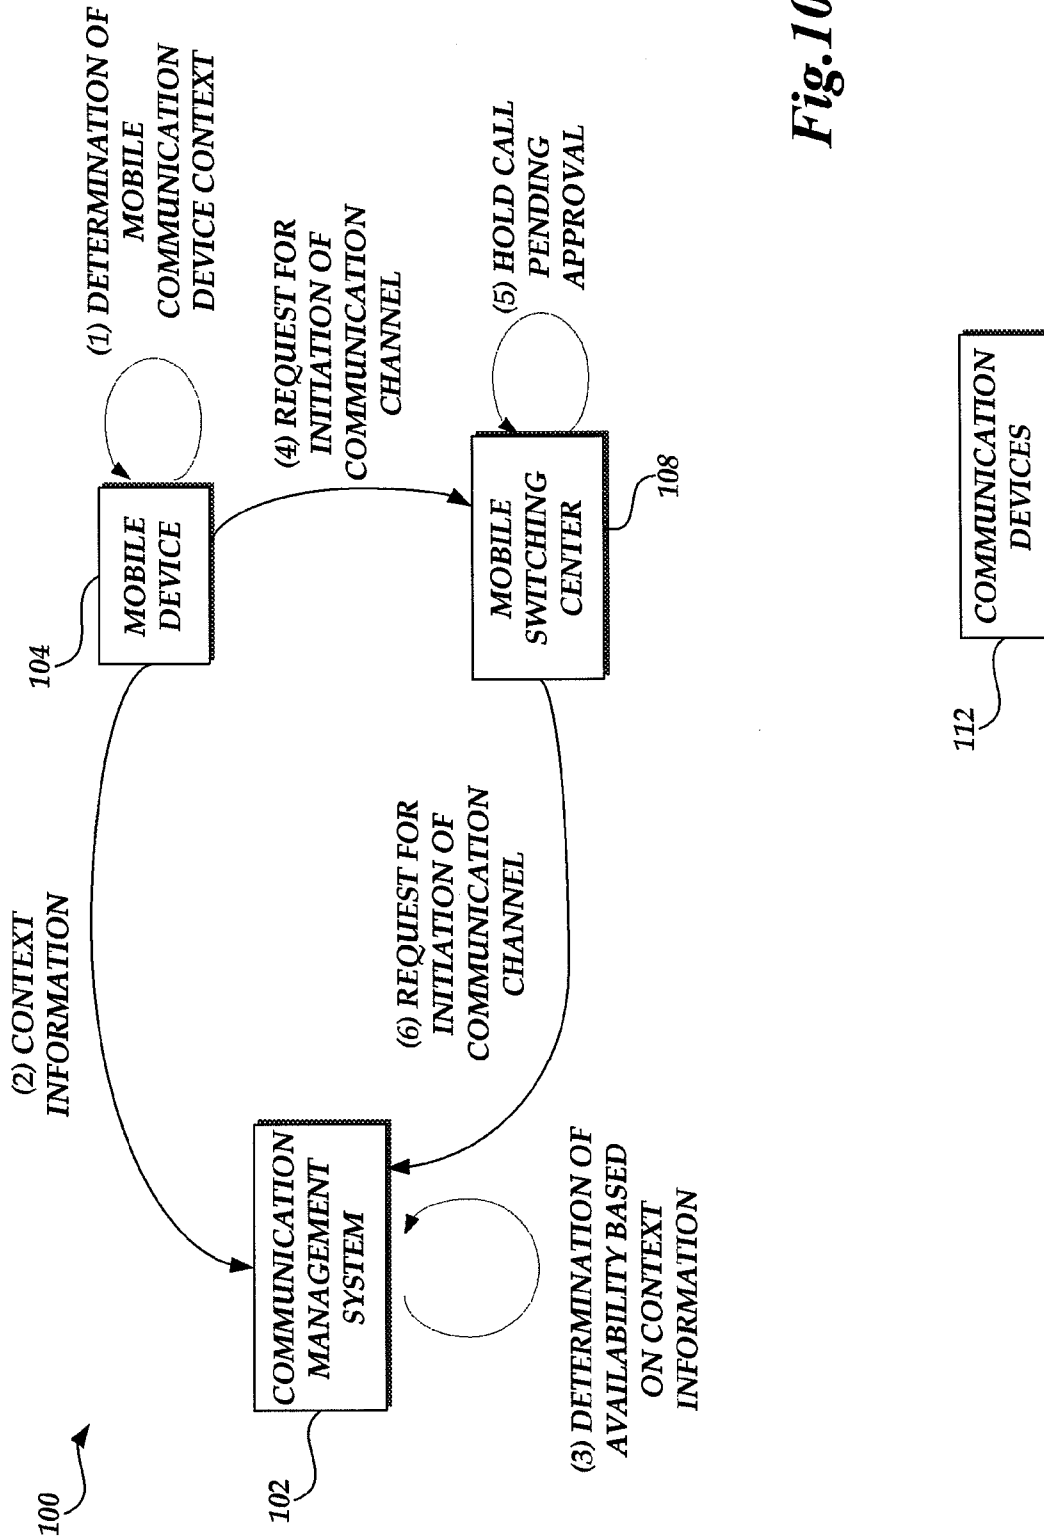 100
(2) CONTEXT
INFORMATION
104
MOBILE
DEVICE
(1) DETERMINATION OF
MOBILE
COMMUNICATION
DEVICE CONTEXT
102
COMMUNICATION
MANAGEMENT
SYSTEM
(4) REQUEST FOR
INITIATION OF
COMMUNICATION
CHANNEL
(6) REQUEST FOR
INITIATION OF
COMMUNICATION
CHANNEL
MOBILE
SWITCHING
CENTER
108
(5) HOLD CALL
PENDING
APPROVAL
(3) DETERMINATION OF
AVAILABILITY BASED
ON CONTEXT
INFORMATION
112
COMMUNICATION
DEVICES
Fig.10